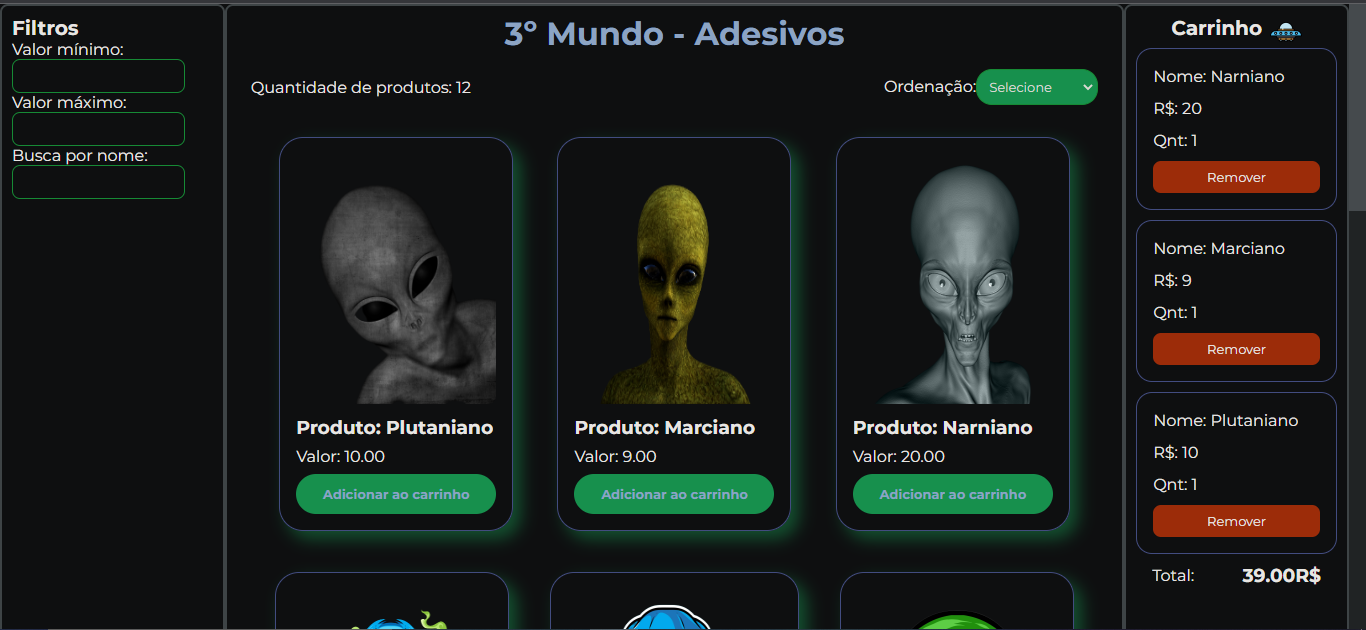 Filtros
Valor mínimo:
Valor máximo:
Busca por nome:
3º Mundo - Adesivos
Quantidade de produtos: 12
Ordenação: Selecione
Produto: Plutaniano
Valor: 10.00
Adicionar ao carrinho
Produto: Marciano
Valor: 9.00
Adicionar ao carrinho
Produto: Narniano
Valor: 20.00
Adicionar ao carrinho
Carrinho
Nome: Narniano
R$: 20
Qnt: 1
Remover
Nome: Marciano
R$: 9
Qnt: 1
Remover
Nome: Plutaniano
R$: 10
Qnt: 1
Remover
Total: 39.00R$